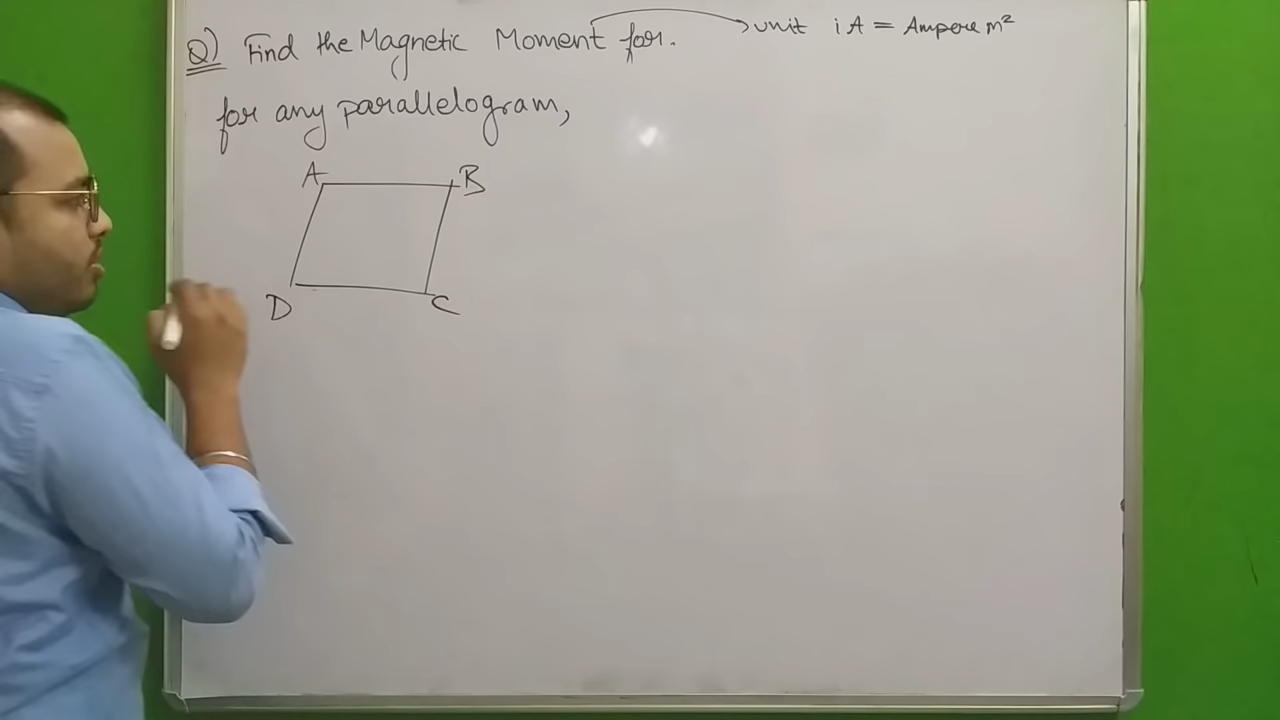 Q) Find the Magnetic Moment for. unit iA = Ampere m²
for any parallelogram,
A B
D C